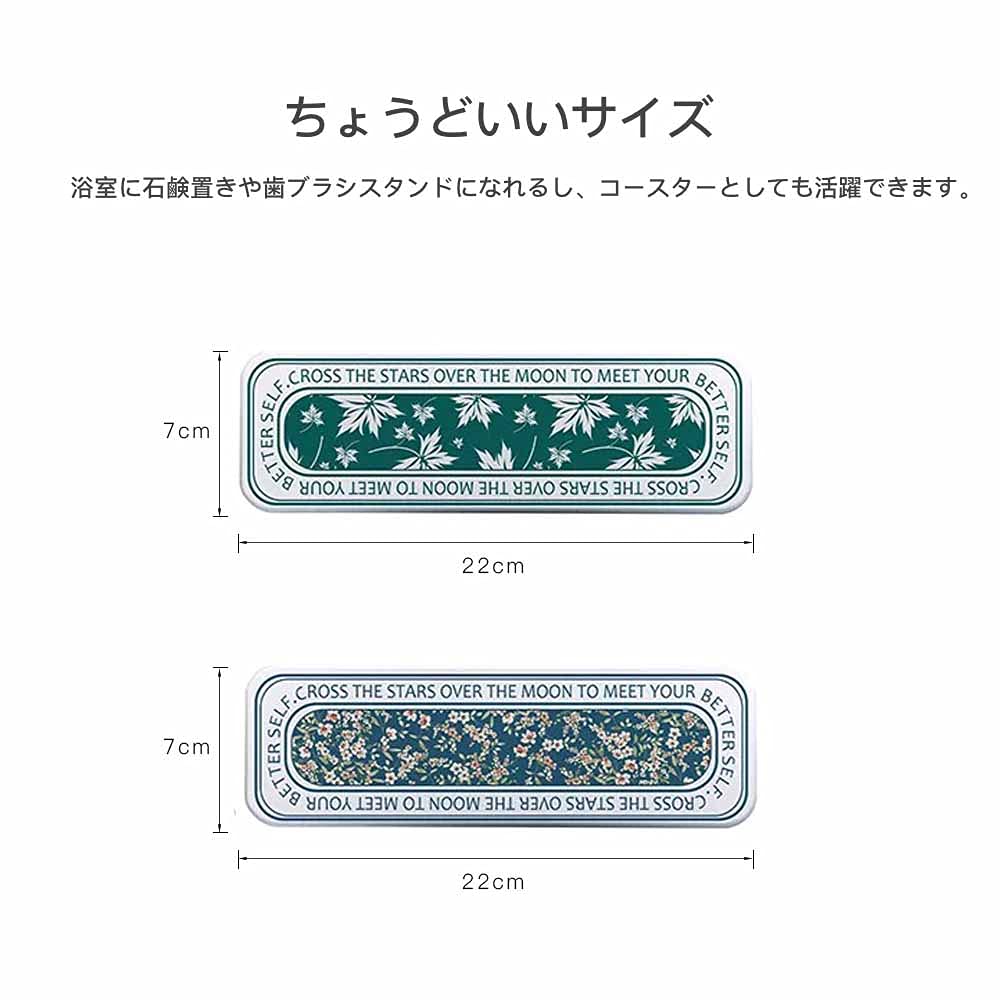 ちょうどいいサイズ
浴室に石鹸置きや歯ブラシスタンドになれるし、コースターとしても活躍できます。
CROSS THE STARS OVER THE MOON TO MEET YOUR BETTER SELF.
CROSS THE STARS OVER THE MOON TO MEET YOUR BETTER SELF.
7cm
22cm
CROSS THE STARS OVER THE MOON TO MEET YOUR BETTER SELF.
CROSS THE STARS OVER THE MOON TO MEET YOUR BETTER SELF.
7cm
22cm